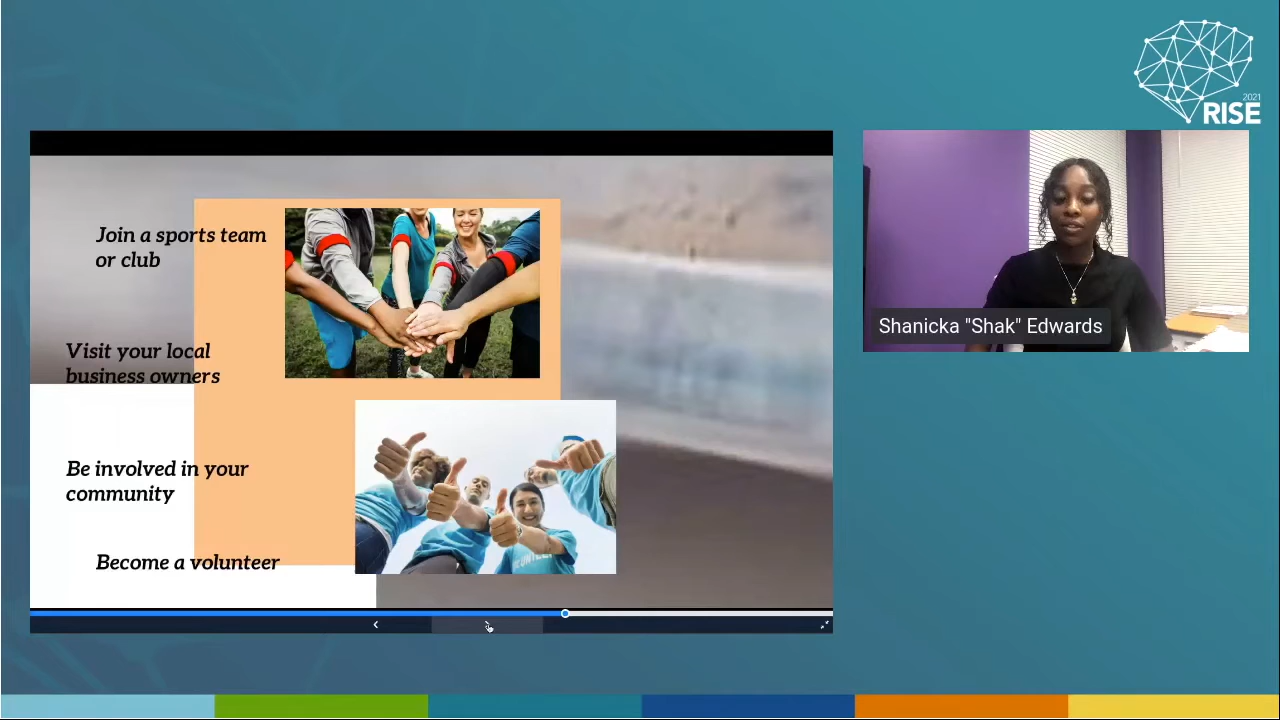 2021
RISE
Join a sports team
or club
Visit your local
business owners
Be involved in your
community
Become a volunteer
Shanicka "Shak" Edwards